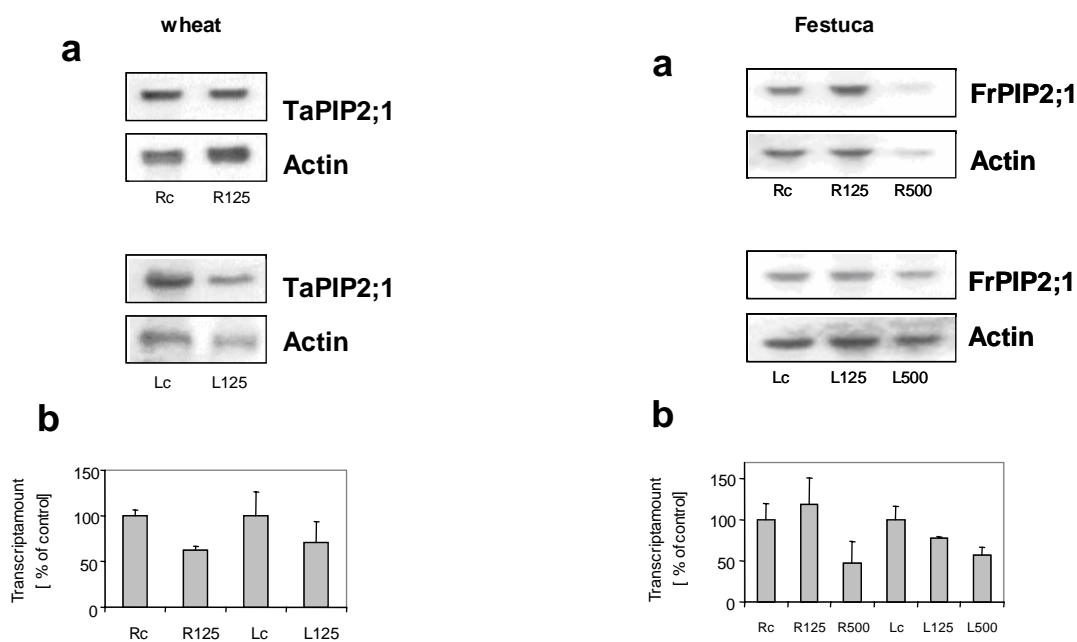 wheat
a
TaPIP2;1
Actin
Rc R125
TaPIP2;1
Actin
Lc L125
b
Transcriptamount
[ % of control]
150
100
50
0
Rc R125 Lc L125
Festuca
a
FrPIP2;1
Actin
Rc R125 R500
FrPIP2;1
Actin
Lc L125 L500
b
Transcriptamount
[ % of control]
150
100
50
0
Rc R125 R500 Lc L125 L500